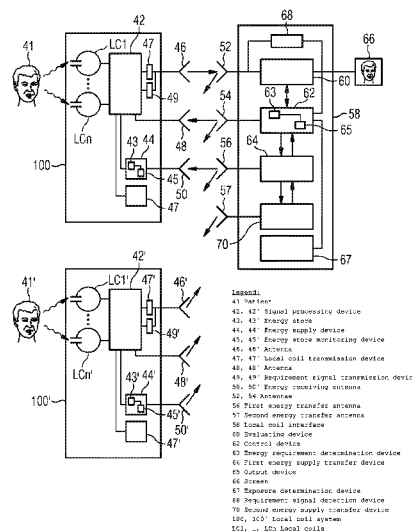 41
LC1
42
47
46
52
68
66
60
63
62
54
49
58
65
LCn
48
56
43
44
64
100
45
50
57
47
70
67
41'
LC1'
42'
47'
46'
49'
LCn'
48'
43'
44'
100'
45'
50'
47'
Legend:
41 Patient
42, 42' Signal processing device
43, 43' Energy store
44, 44' Energy supply device
45, 45' Energy store monitoring device
46, 46' Antenna
47, 47' Local coil transmission device
48, 48' Antenna
49, 49' Requirement signal transmission devic
50, 50' Energy receiving antenna
52, 54 Antennae
56 First energy transfer antenna
57 Second energy transfer antenna
58 Local coil interface
60 Evaluating device
62 Control device
63 Energy requirement determination device
64 First energy supply transfer device
65 Output device
66 Screen
67 Exposure determination device
68 Requirement signal detection device
70 Second energy supply transfer device
100, 100' Local coil system
LC1, …, LCn Local coils